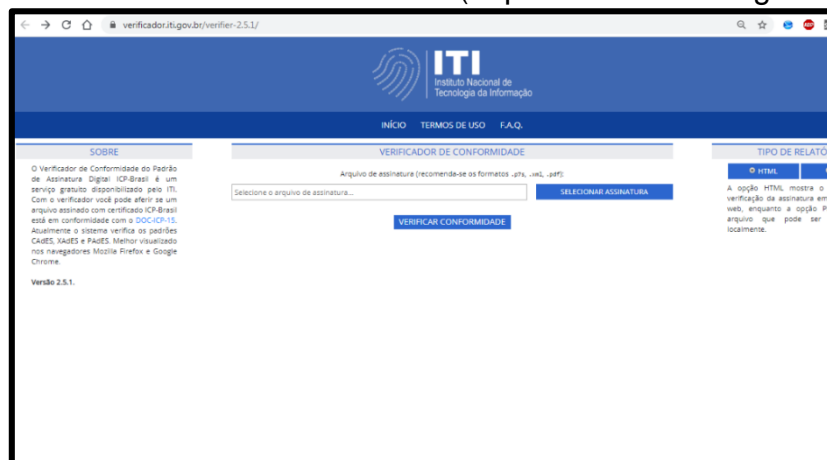 verificador.iti.gov.br/verifier-2.5.1/
ITI
Instituto Nacional de
Tecnologia da Informação
INÍCIO TERMOS DE USO F.A.Q.
SOBRE
O Verificador de Conformidade do Padrão
de Assinatura Digital ICP-Brasil é um
serviço gratuito disponibilizado pelo ITI.
Com o verificador você pode aferir se um
arquivo assinado com certificado ICP-Brasil
está em conformidade com o DOC-ICP-15.
Atualmente o sistema verifica os padrões
CAdES, XAdES e PAdES. Melhor visualizado
nos navegadores Mozilla Firefox e Google
Chrome.
Versão 2.5.1.
VERIFICADOR DE CONFORMIDADE
Arquivo de assinatura (recomenda-se os formatos .p7s, .xml, .pdf):
Selecione o arquivo de assinatura... SELECIONAR ASSINATURA
VERIFICAR CONFORMIDADE
TIPO DE RELATÓ
HTML
A opção HTML mostra o
verificação da assinatura em
web, enquanto a opção P
arquivo que pode ser
localmente.